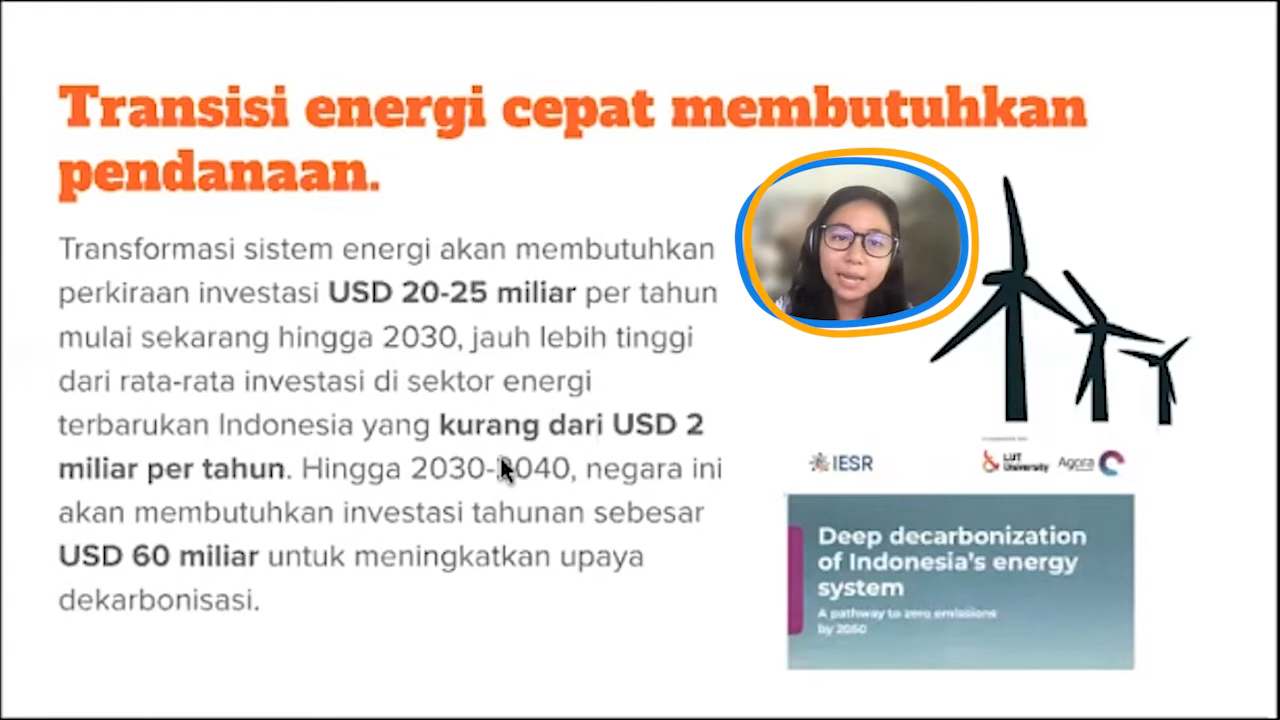 Transisi energi cepat membutuhkan
pendanaan.
Transformasi sistem energi akan membutuhkan
perkiraan investasi USD 20-25 miliar per tahun
mulai sekarang hingga 2030, jauh lebih tinggi
dari rata-rata investasi di sektor energi
terbarukan Indonesia yang kurang dari USD 2
miliar per tahun. Hingga 2030-2040, negara ini
akan membutuhkan investasi tahunan sebesar
USD 60 miliar untuk meningkatkan upaya
dekarbonisasi.
IESR
LUT
University
Agora
Deep decarbonization
of Indonesia's energy
system
A pathway to zero emissions
by 2050